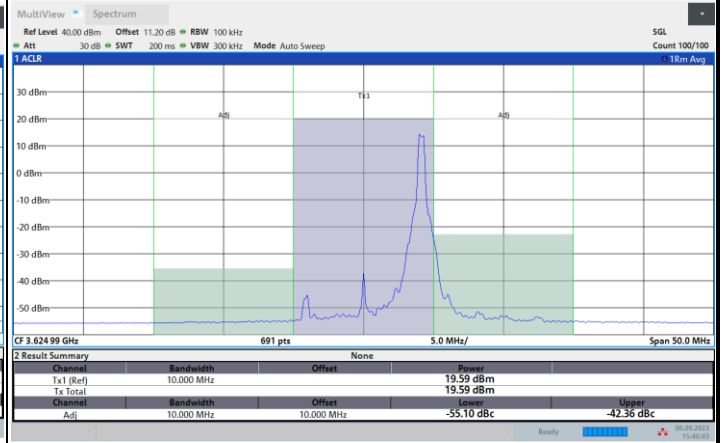 MultiView Spectrum
Ref Level 40.00 dBm Offset 11.20 dB RBW 100 kHz SGL
Att 30 dB SWT 200 ms VBW 300 kHz Mode Auto Sweep Count 100/100
1 ACLR 1Rm Avg
Tx1
Adj Adj
30 dBm
20 dBm
10 dBm
0 dBm
-10 dBm
-20 dBm
-30 dBm
-40 dBm
-50 dBm
CF 3.624 99 GHz 691 pts 5.0 MHz/ Span 50.0 MHz
2 Result Summary None
Channel Bandwidth Offset Power
Tx1 (Ref) 10.000 MHz 19.59 dBm
Tx Total 19.59 dBm
Channel Bandwidth Offset Lower Upper
Adj 10.000 MHz 10.000 MHz -55.10 dBc -42.36 dBc
Ready 06.09.2022
15:46:03